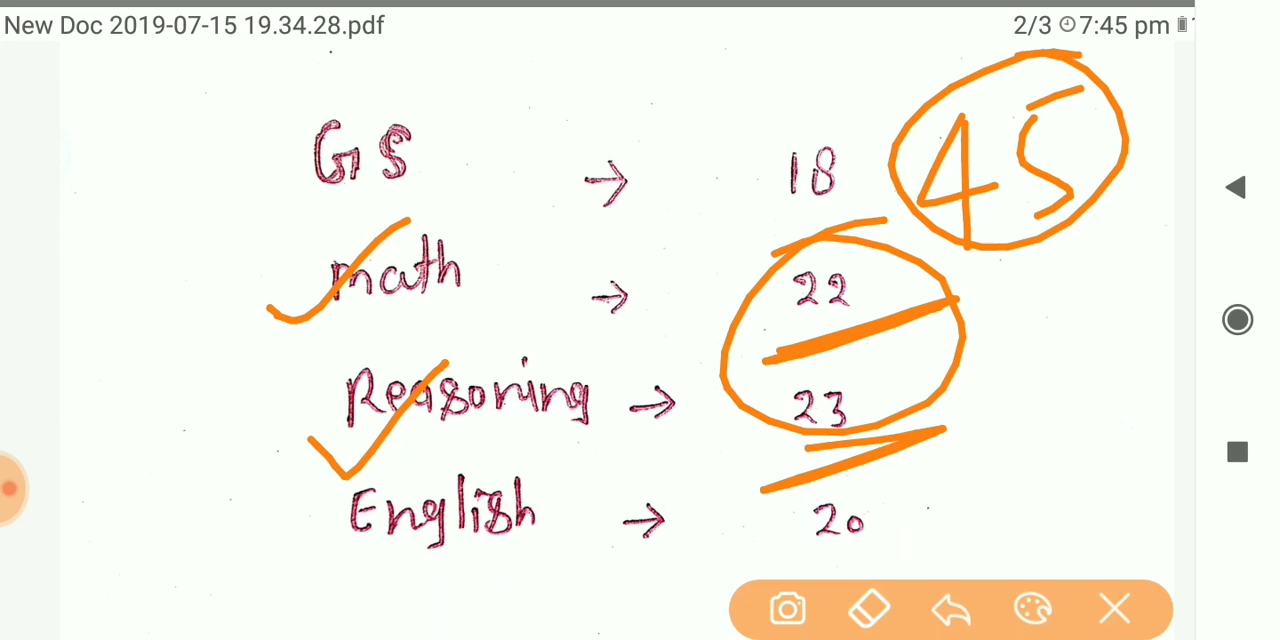 New Doc 2019-07-15 19.34.28.pdf 2/3 7:45 pm
GS → 18 45
math → 22
Reasoning → 23
English → 20